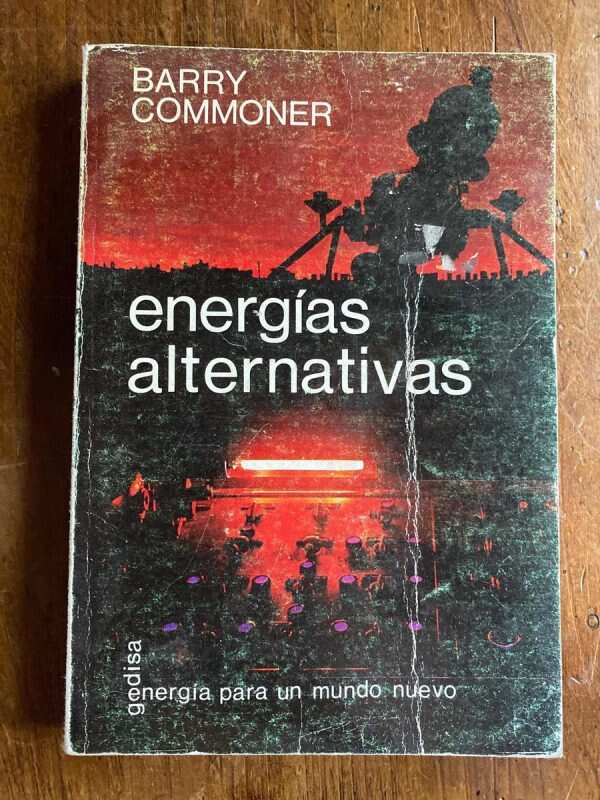 BARRY
COMMONER
energías
alternativas
gedisa
energía para un mundo nuevo